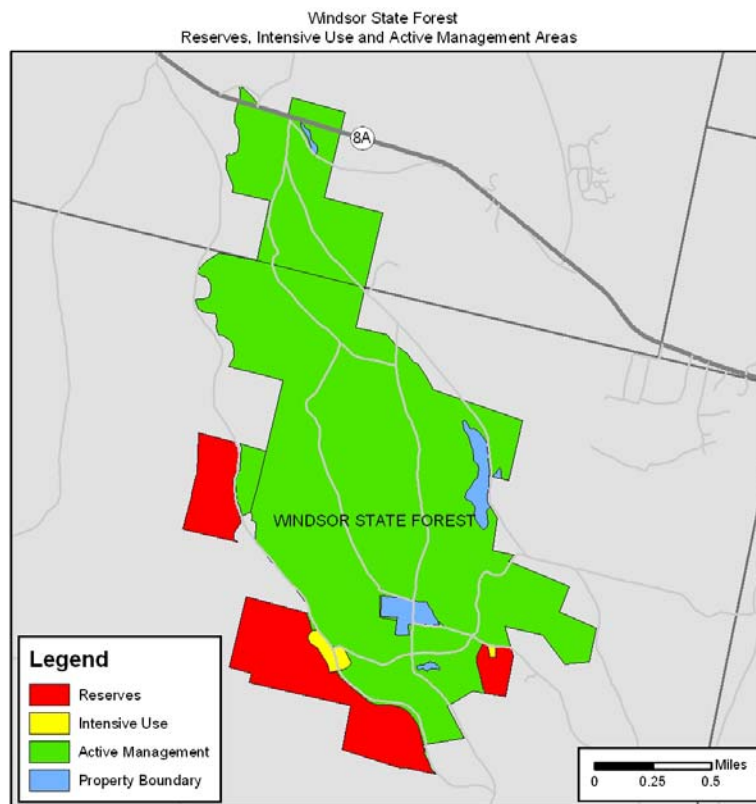 Windsor State Forest
Reserves, Intensive Use and Active Management Areas
8A
WINDSOR STATE FOREST
Legend
Reserves
Intensive Use
Active Management
Property Boundary
Miles
0 0.25 0.5